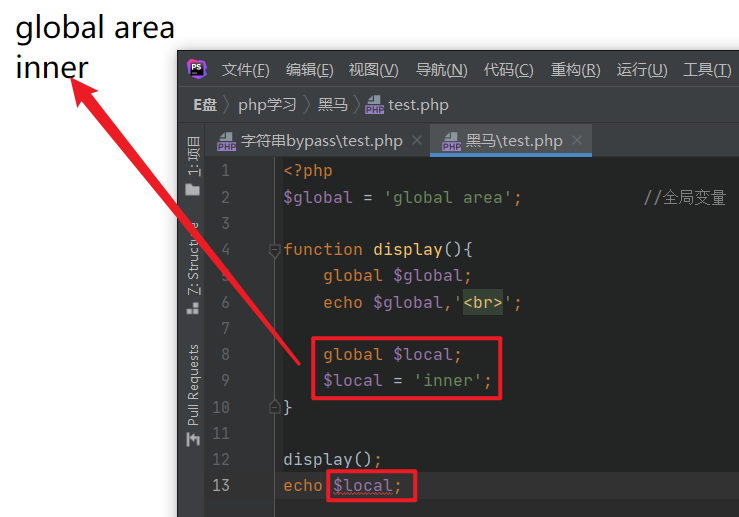 global area
inner
PS 文件(F) 编辑(E) 视图(V) 导航(N) 代码(C) 重构(R) 运行(U) 工具(T)
E盘 php学习 黑马 PHP test.php
PHP 字符串bypass\test.php × PHP 黑马\test.php ×
1: 项目
Z: Structure
Pull Requests
1 <?php
2 $global = 'global area'; //全局变量
3
4 function display(){
5 global $global;
6 echo $global,'<br>';
7
8 global $local;
9 $local = 'inner';
10 }
11
12 display();
13 echo $local;